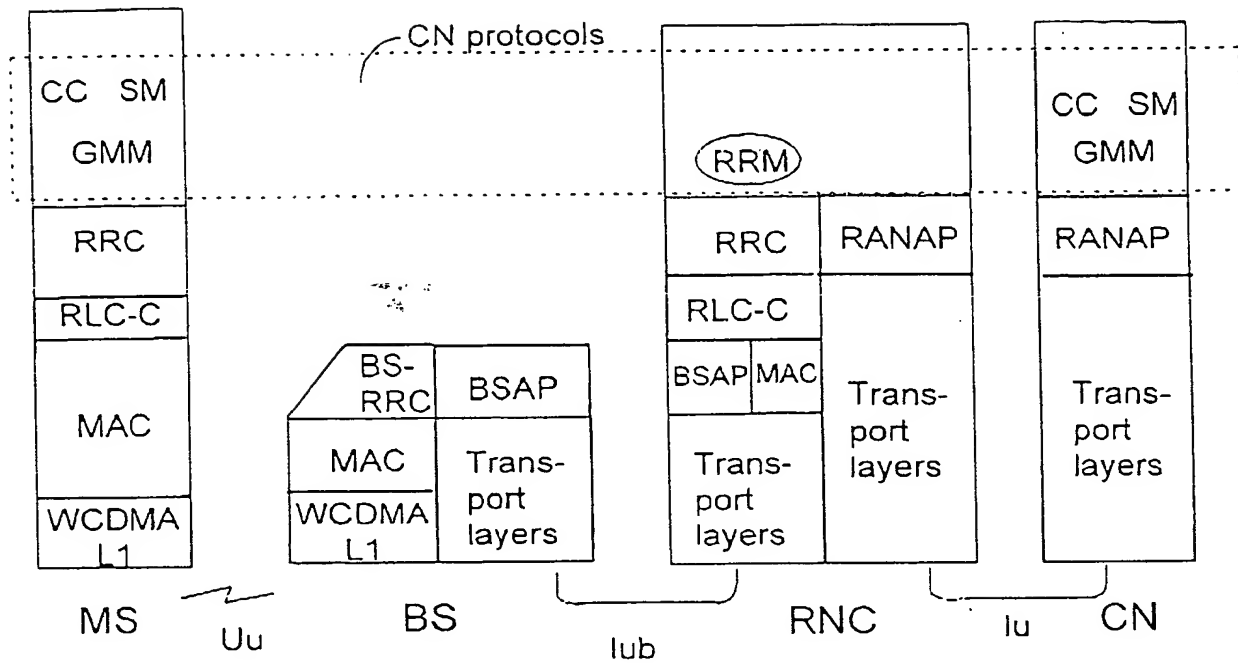 CN protocols
CC SM
GMM
RRC
RLC-C
MAC
WCDMA
L1
MS
Uu
BS-
RRC
BSAP
MAC
WCDMA
L1
Trans-
port
layers
BS
Iub
RRM
RRC
RANAP
RLC-C
BSAP
MAC
Trans-
port
layers
Trans-
port
layers
RNC
Iu
CC SM
GMM
RANAP
Trans-
port
layers
CN